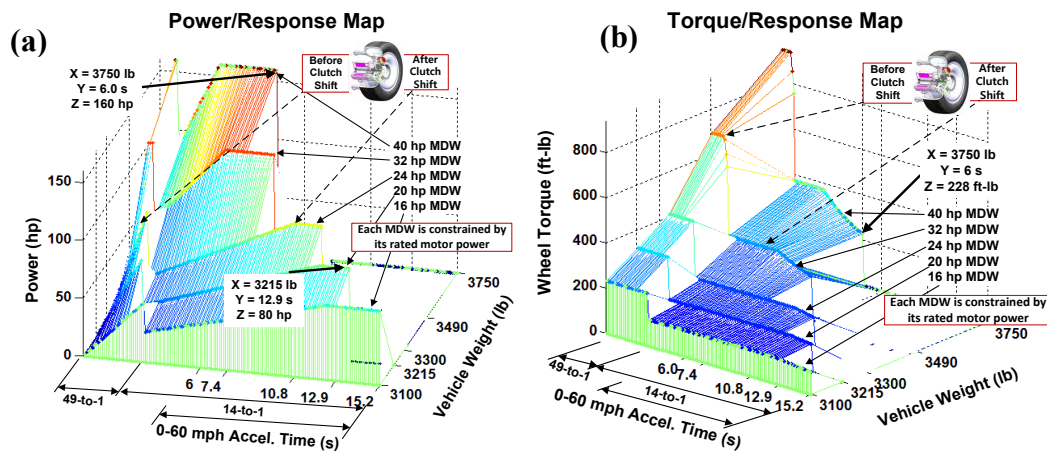 Power/Response Map
(a)
X = 3750 lb
Y = 6.0 s
Z = 160 hp
Before
Clutch
Shift
After
Clutch
Shift
40 hp MDW
32 hp MDW
24 hp MDW
20 hp MDW
16 hp MDW
Each MDW is constrained by
its rated motor power
X = 3215 lb
Y = 12.9 s
Z = 80 hp
Power (hp)
150
100
50
0
6 7.4 10.8 12.9 15.2
3100
3215
3300
3490
3750
Vehicle Weight (lb)
49-to-1
14-to-1
0-60 mph Accel. Time (s)
Torque/Response Map
(b)
Before
Clutch
Shift
After
Clutch
Shift
X = 3750 lb
Y = 6 s
Z = 228 ft-lb
40 hp MDW
32 hp MDW
24 hp MDW
20 hp MDW
16 hp MDW
Each MDW is constrained by
its rated motor power
Wheel Torque (ft-lb)
800
600
400
200
0
6.0 7.4 10.8 12.9 15.2
3100
3215
3300
3490
3750
Vehicle Weight (lb)
49-to-1
14-to-1
0-60 mph Accel. Time (s)